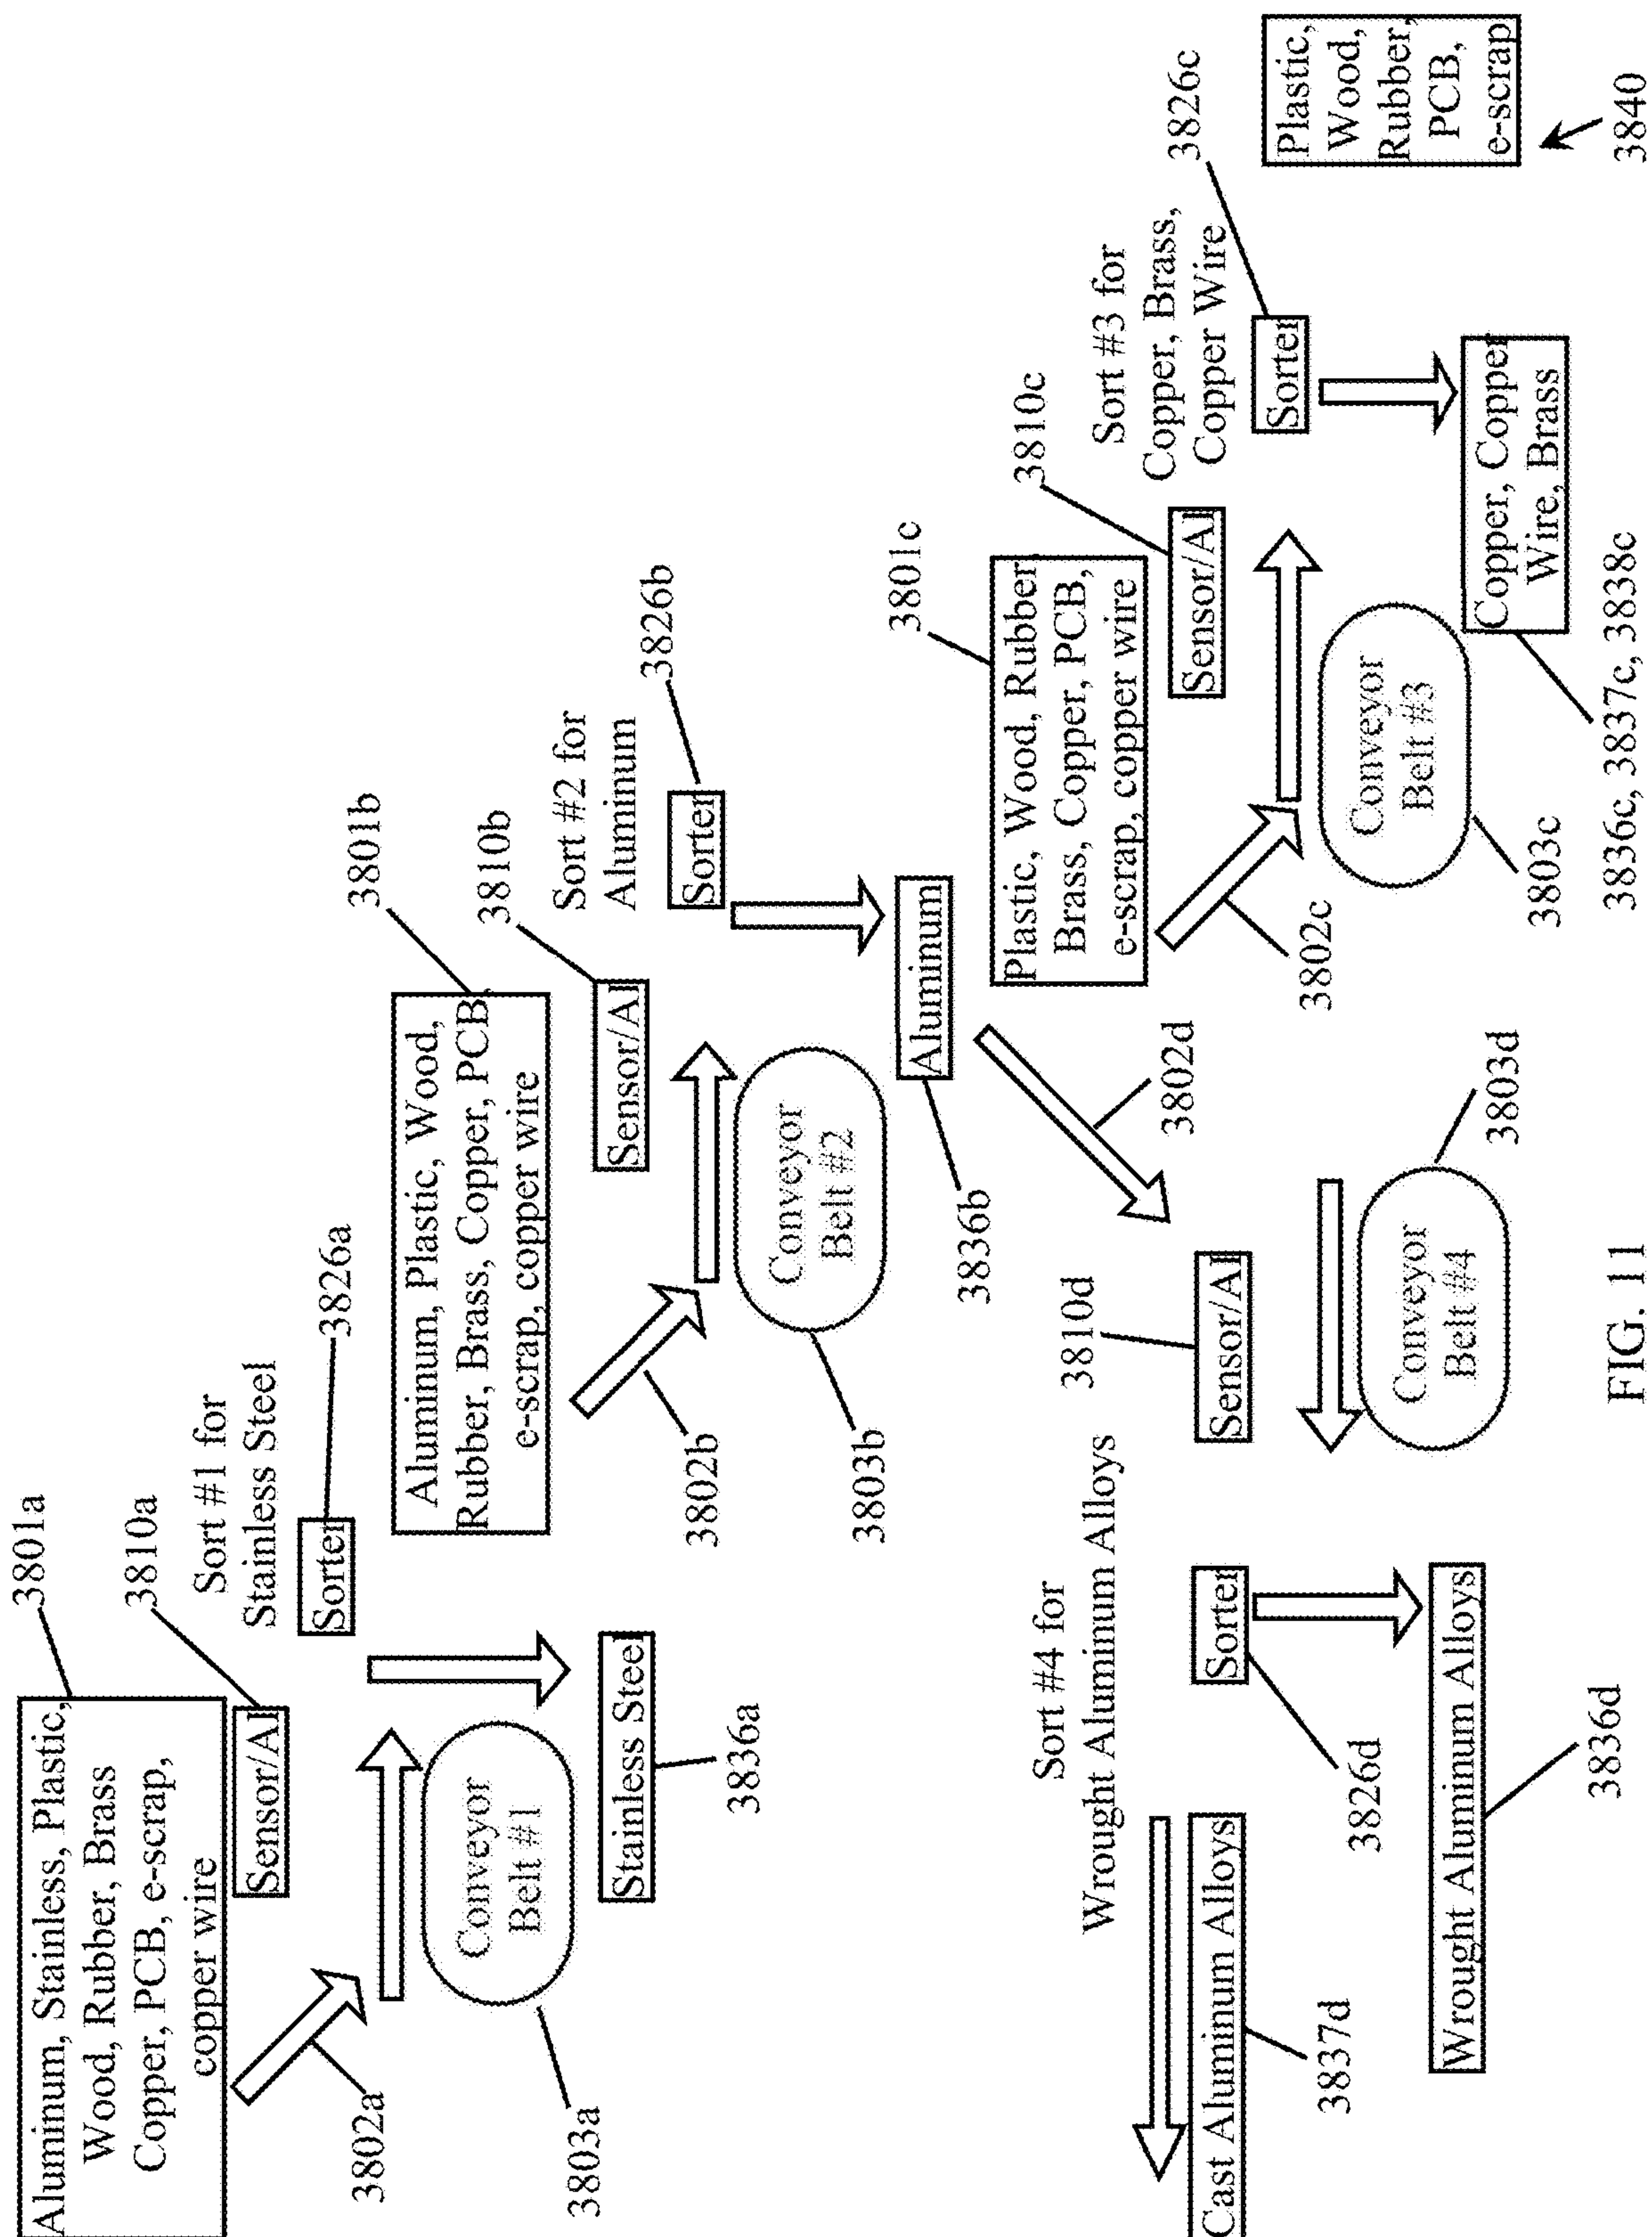 3801a
Aluminum, Stainless, Plastic,
Wood, Rubber, Brass
Copper, PCB, e-scrap,
copper wire
3810a
Sensor/AI
Sort #1 for
Stainless Steel
Sorter
3826a
3802a
Conveyor
Belt #1
3803a
Stainless Steel
3836a
3801b
Aluminum, Plastic, Wood,
Rubber, Brass, Copper, PCB,
e-scrap, copper wire
3810b
Sensor/AI
Sort #2 for
Aluminum
Sorter
3826b
3802b
Conveyor
Belt #2
3803b
Aluminum
3836b
3801c
Plastic, Wood, Rubber
Brass, Copper, PCB,
e-scrap, copper wire
3810c
Sensor/AI
Sort #3 for
Copper, Brass,
Copper Wire
Sorter
3826c
3802c
Conveyor
Belt #3
3803c
Copper, Copper
Wire, Brass
3836c, 3837c, 3838c
Plastic,
Wood,
Rubber,
PCB,
e-scrap
3840
3802d
3810d
Sensor/AI
Conveyor
Belt #4
3803d
Sort #4 for
Wrought Aluminum Alloys
Sorter
3826d
Cast Aluminum Alloys
3837d
Wrought Aluminum Alloys
3836d
FIG. 11